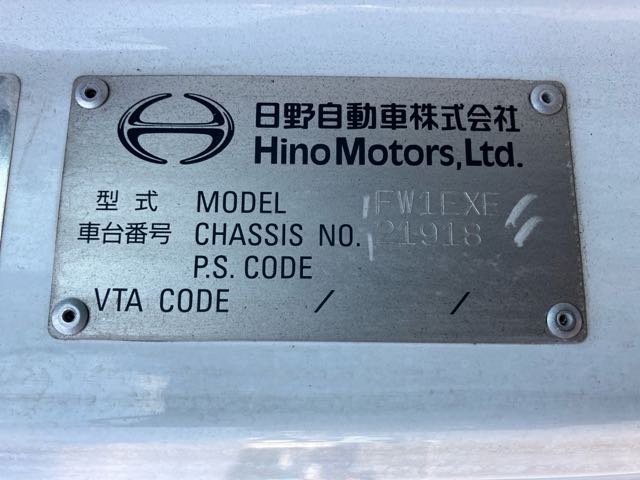 日野自動車株式会社
Hino Motors, Ltd.
型式 MODEL FW1EXE
車台番号 CHASSIS NO. 21918
P.S. CODE
VTA CODE / /